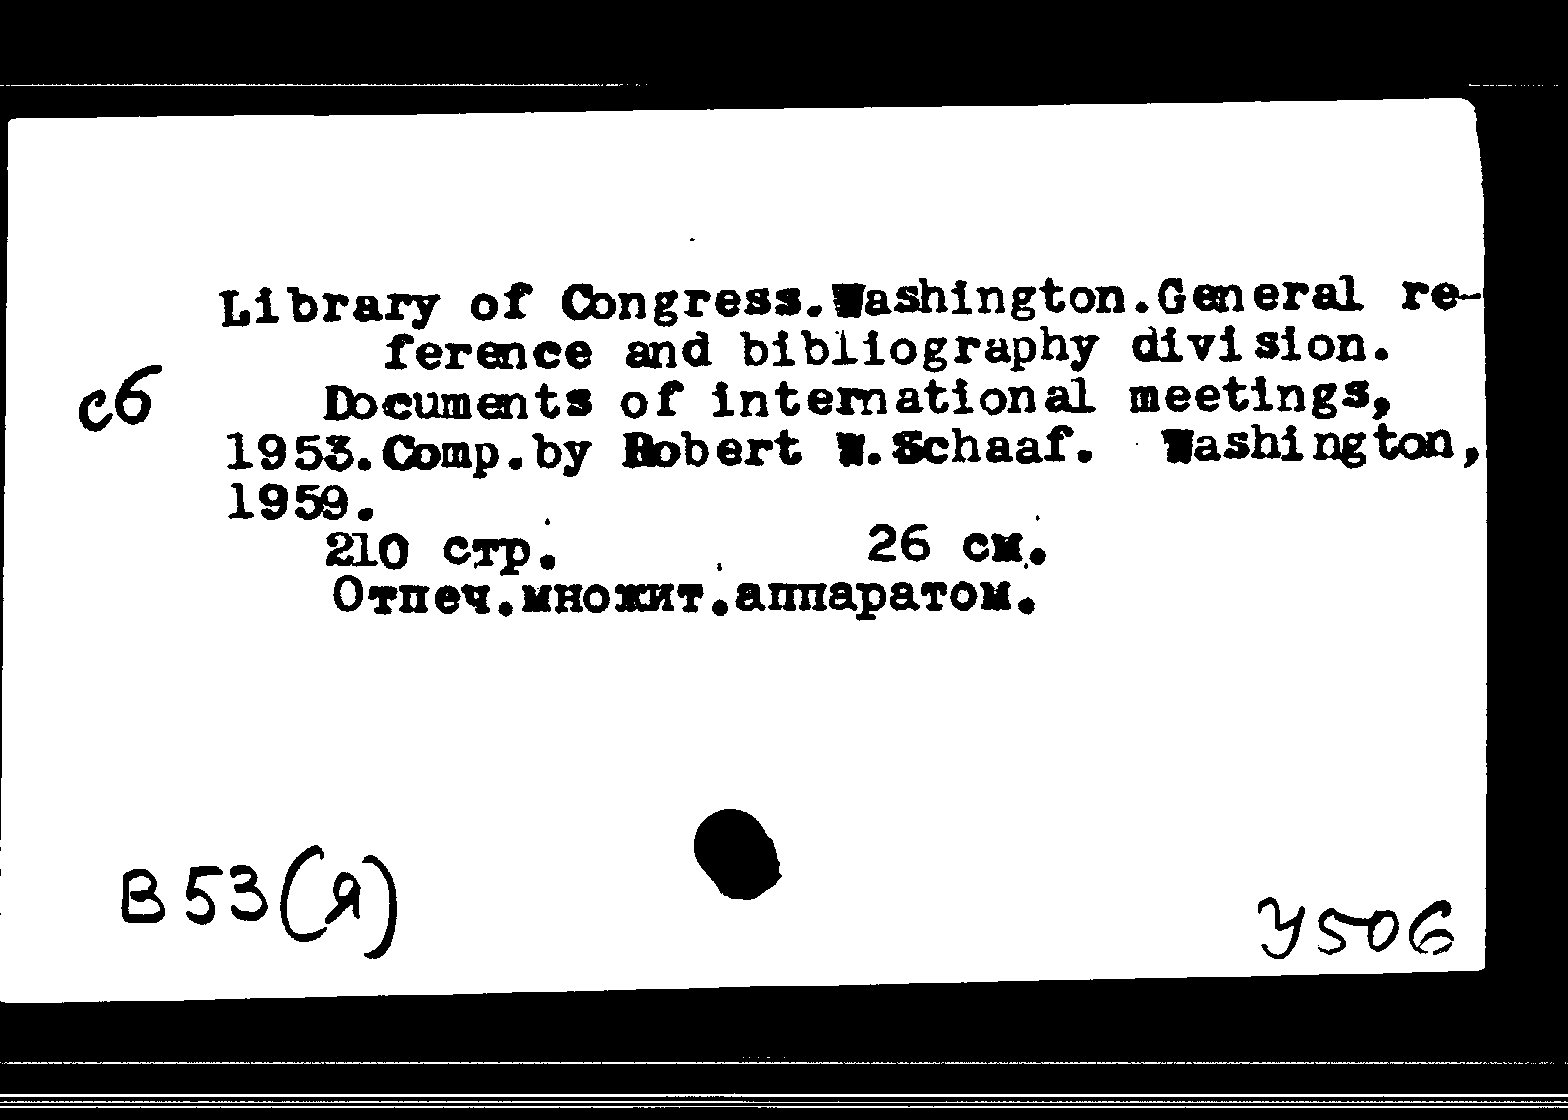 Library of Congress.Washington.General re-
ference and bibliography division.
сб
Documents of international meetings,
1953.Comp.by Robert W.Schaaf. Washington,
1959.
210 стр. 26 см.
Отпеч.множит.аппаратом.
В53(Я)
У506